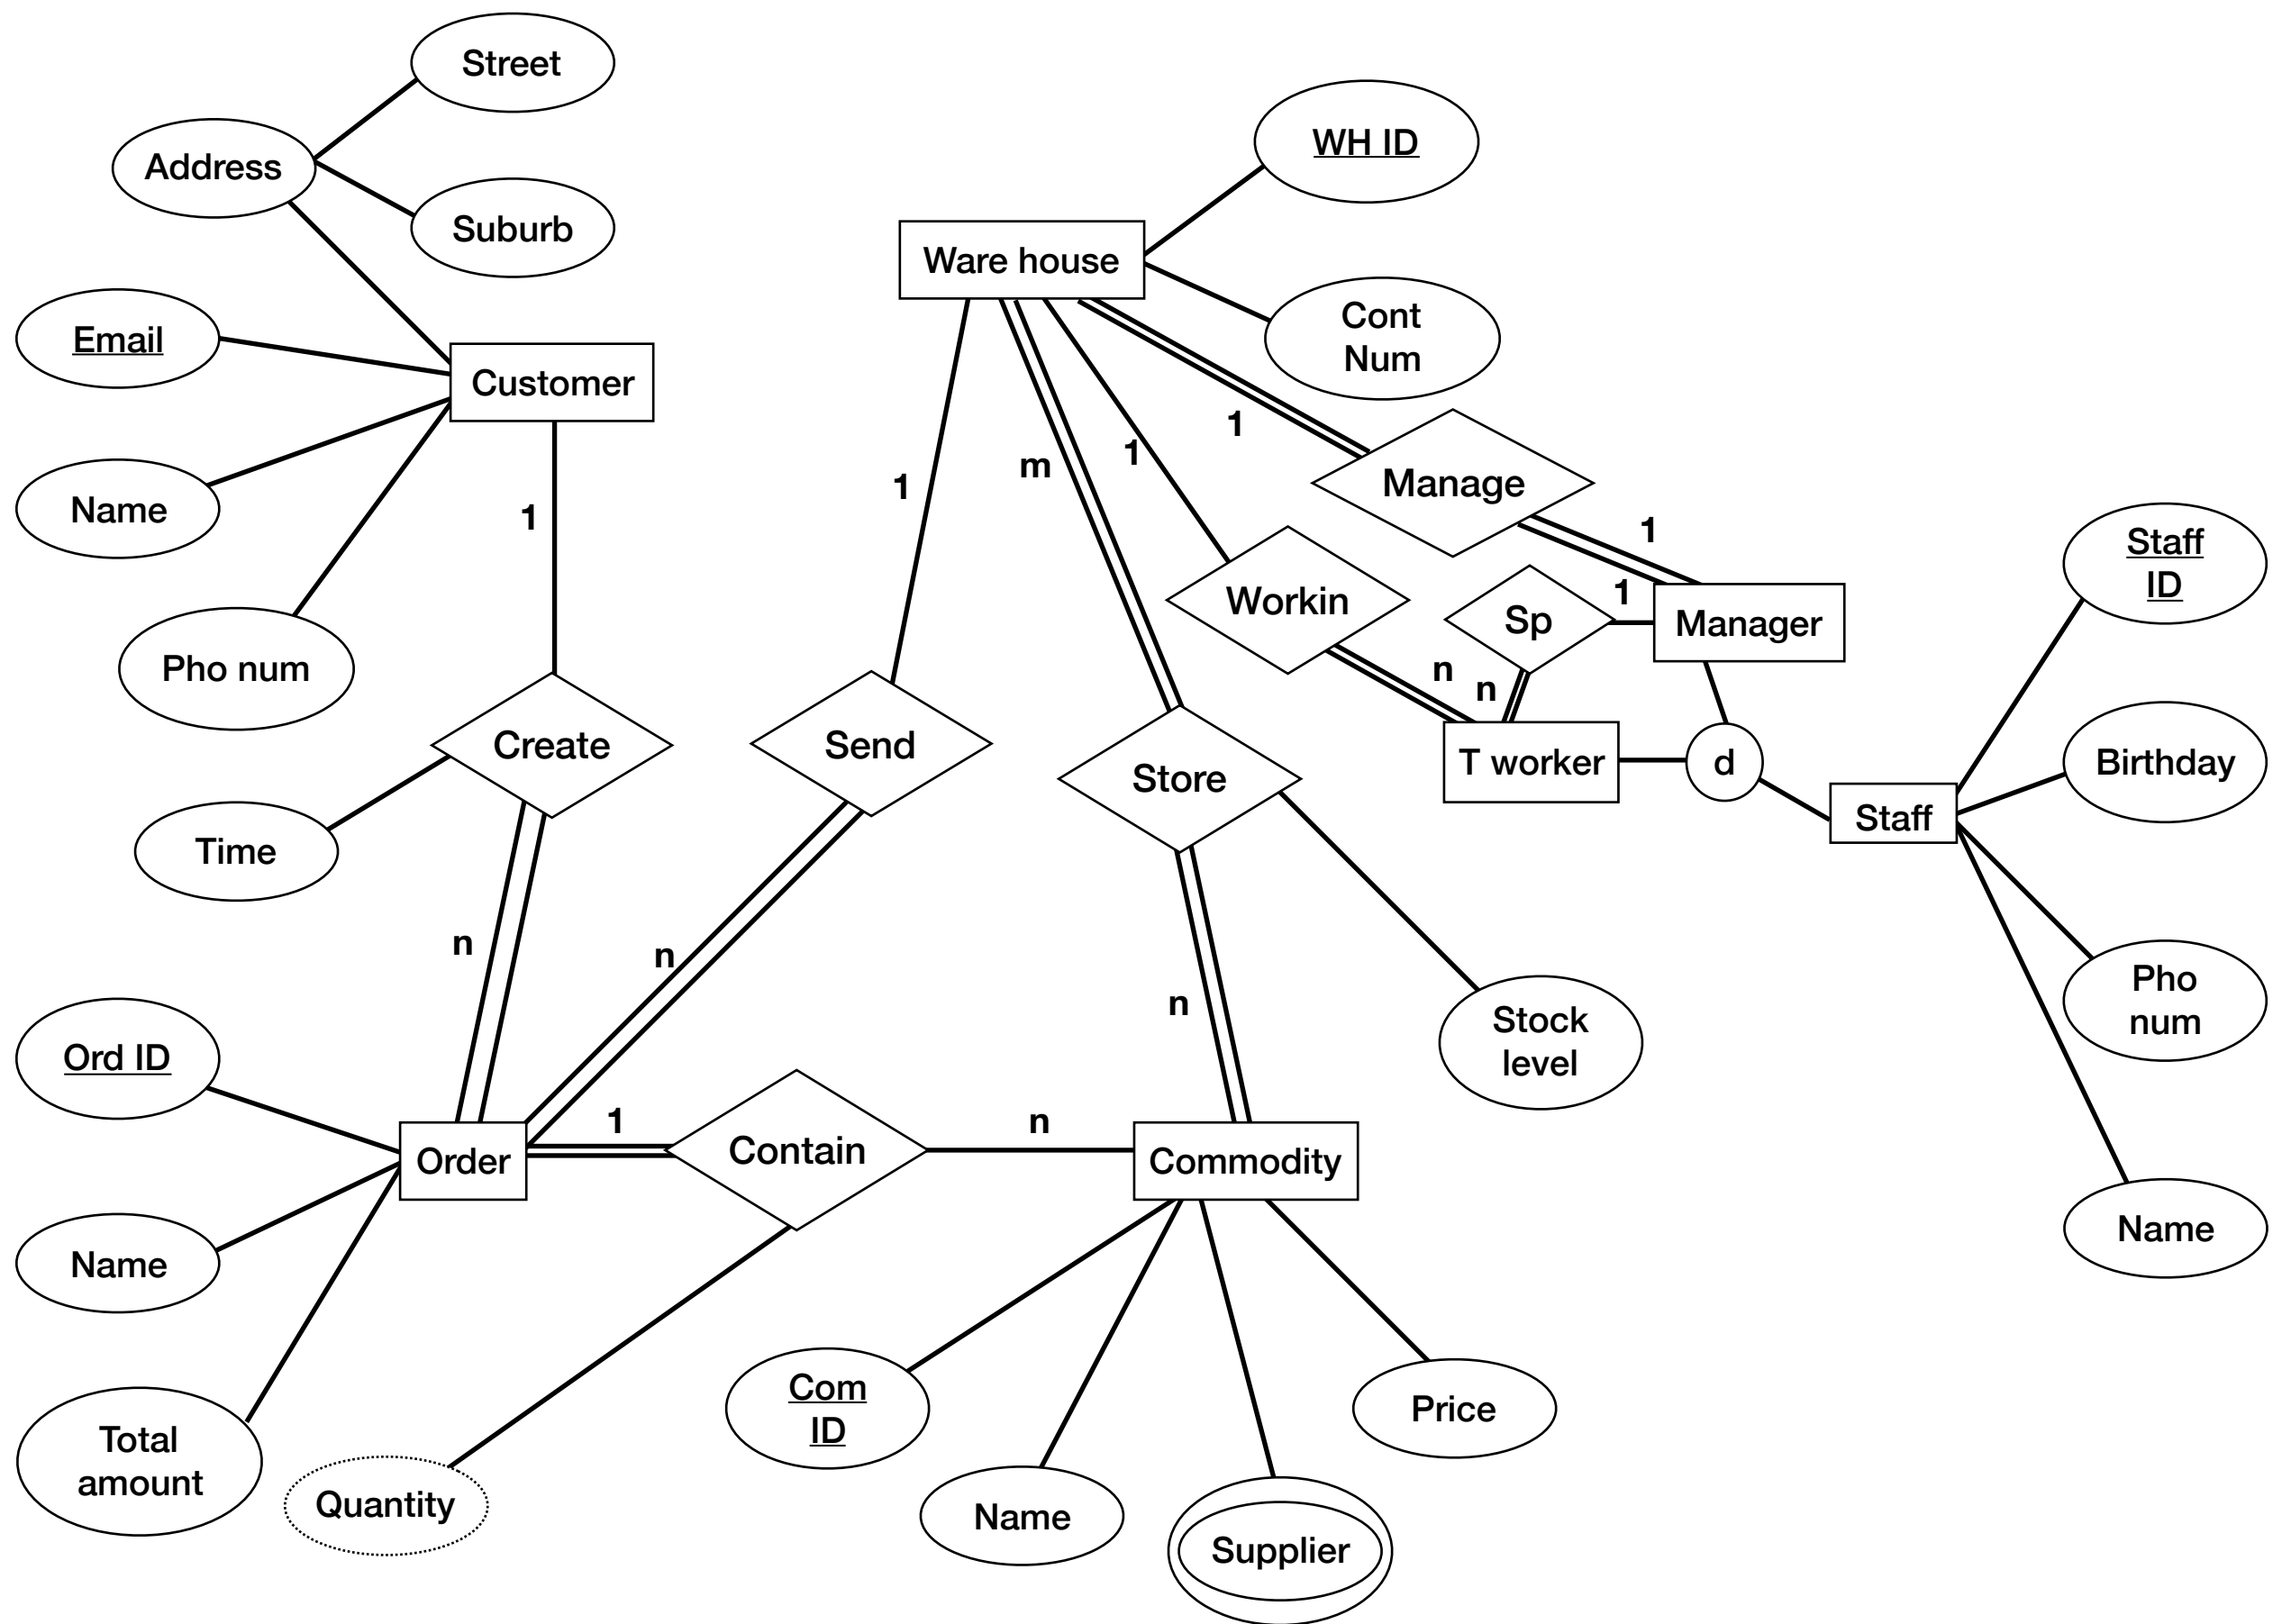 Street
Address
WH ID
Suburb
Ware house
Cont
Num
Email
Customer
1
1
m
1
Manage
Name
1
1
Staff
ID
Workin
Sp
1
Manager
Pho num
n
n
Create
Send
Store
T worker
d
Birthday
Staff
Time
n
n
n
Pho
num
Stock
level
Ord ID
1
n
Order
Contain
Commodity
Name
Name
Com
ID
Price
Total
amount
Quantity
Name
Supplier